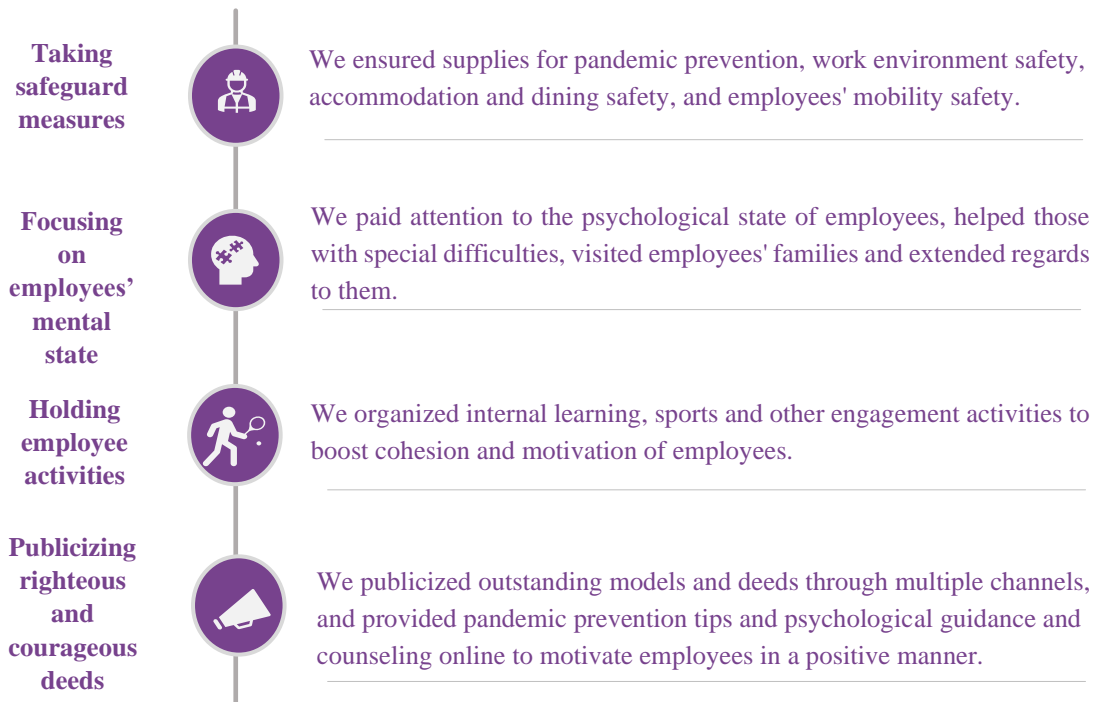 Taking
safeguard
measures
We ensured supplies for pandemic prevention, work environment safety,
accommodation and dining safety, and employees' mobility safety.
Focusing
on
employees’
mental
state
We paid attention to the psychological state of employees, helped those
with special difficulties, visited employees' families and extended regards
to them.
Holding
employee
activities
We organized internal learning, sports and other engagement activities to
boost cohesion and motivation of employees.
Publicizing
righteous
and
courageous
deeds
We publicized outstanding models and deeds through multiple channels,
and provided pandemic prevention tips and psychological guidance and
counseling online to motivate employees in a positive manner.